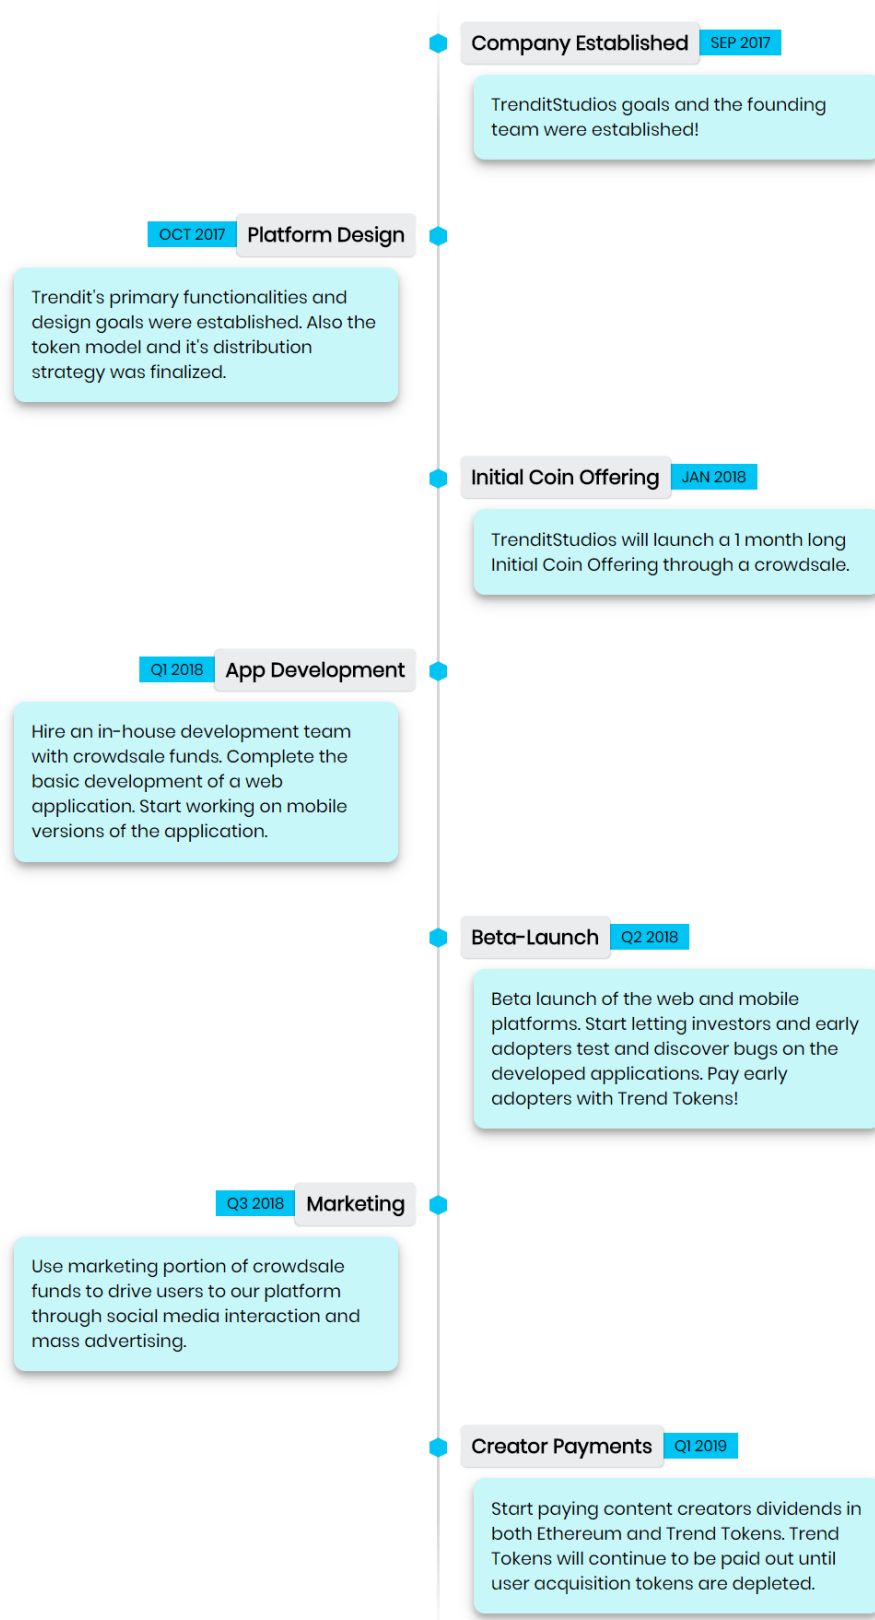 Company Established SEP 2017
TrenditStudios goals and the founding
team were established!
OCT 2017 Platform Design
Trendit's primary functionalities and
design goals were established. Also the
token model and it's distribution
strategy was finalized.
Initial Coin Offering JAN 2018
TrenditStudios will launch a 1 month long
Initial Coin Offering through a crowdsale.
Q1 2018 App Development
Hire an in-house development team
with crowdsale funds. Complete the
basic development of a web
application. Start working on mobile
versions of the application.
Beta-Launch Q2 2018
Beta launch of the web and mobile
platforms. Start letting investors and early
adopters test and discover bugs on the
developed applications. Pay early
adopters with Trend Tokens!
Q3 2018 Marketing
Use marketing portion of crowdsale
funds to drive users to our platform
through social media interaction and
mass advertising.
Creator Payments Q1 2019
Start paying content creators dividends in
both Ethereum and Trend Tokens. Trend
Tokens will continue to be paid out until
user acquisition tokens are depleted.